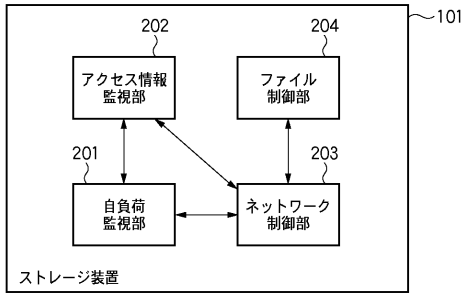 101
202
204
アクセス情報
監視部
ファイル
制御部
201
203
自負荷
監視部
ネットワーク
制御部
ストレージ装置